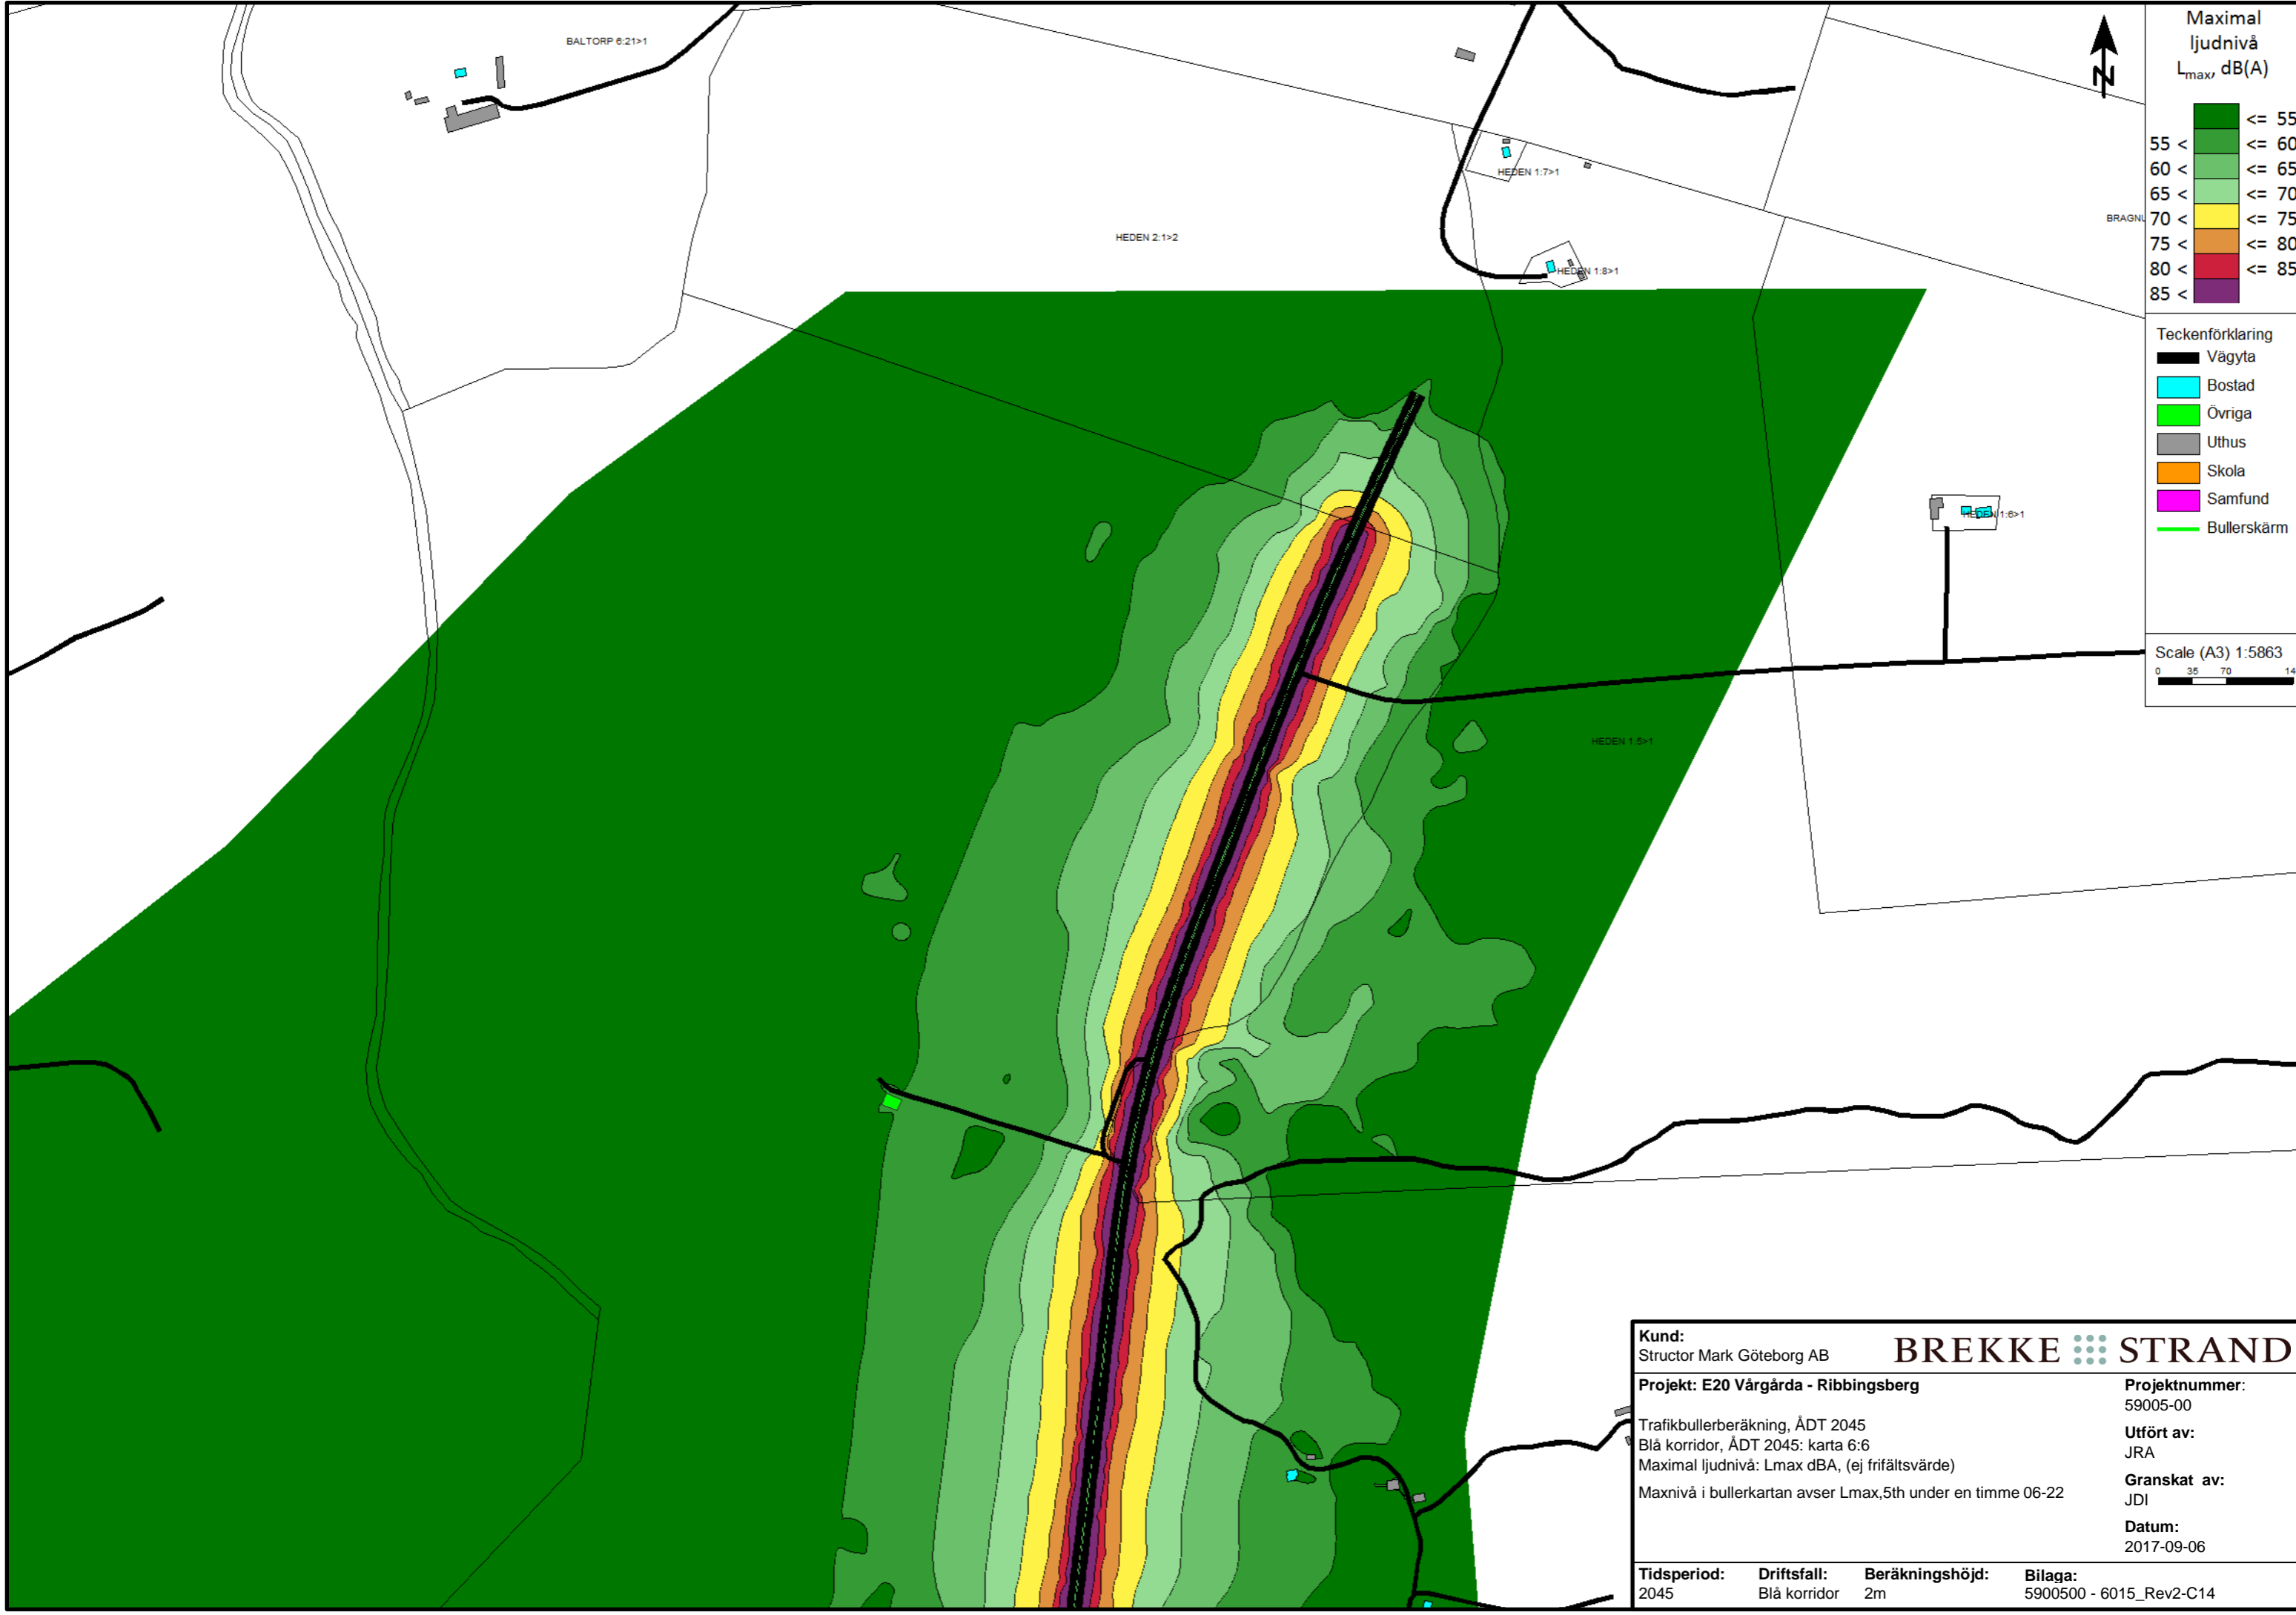 BALTORP 6:21>1
HEDEN 1:7>1
HEDEN 2:1>2
HEDEN 1:8>1
HEDEN 1:6>1
HEDEN 1:5>1
N
Maximal
ljudnivå
Lmax, dB(A)
<= 55
55 < <= 60
60 < <= 65
65 < <= 70
70 < <= 75
75 < <= 80
80 < <= 85
85 <
Teckenförklaring
Vägyta
Bostad
Övriga
Uthus
Skola
Samfund
Bullerskärm
Scale (A3) 1:5863
0 35 70
Kund:
Structor Mark Göteborg AB
BREKKE STRAND
Projekt: E20 Vårgårda - Ribbingsberg
Trafikbullerberäkning, ÅDT 2045
Blå korridor, ÅDT 2045: karta 6:6
Maximal ljudnivå: Lmax dBA, (ej frifältsvärde)
Maxnivå i bullerkartan avser Lmax,5th under en timme 06-22
Projektnummer:
59005-00
Utfört av:
JRA
Granskat av:
JDI
Datum:
2017-09-06
Tidsperiod: Driftsfall: Beräkningshöjd: Bilaga:
2045 Blå korridor 2m 5900500 - 6015_Rev2-C14